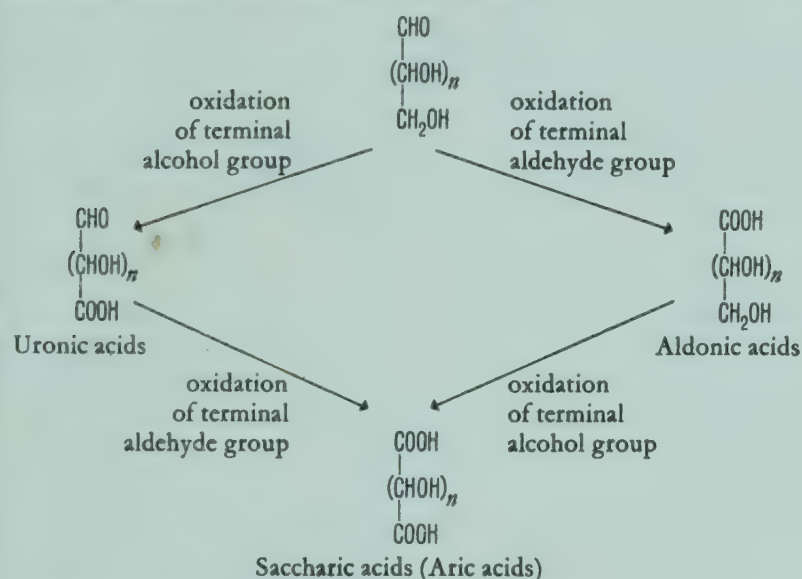 CHO
(CHOH)n
CH2OH
oxidation
of terminal
alcohol group
oxidation
of terminal
aldehyde group
CHO
(CHOH)n
COOH
Uronic acids
COOH
(CHOH)n
CH2OH
Aldonic acids
oxidation
of terminal
aldehyde group
oxidation
of terminal
alcohol group
COOH
(CHOH)n
COOH
Saccharic acids (Aric acids)